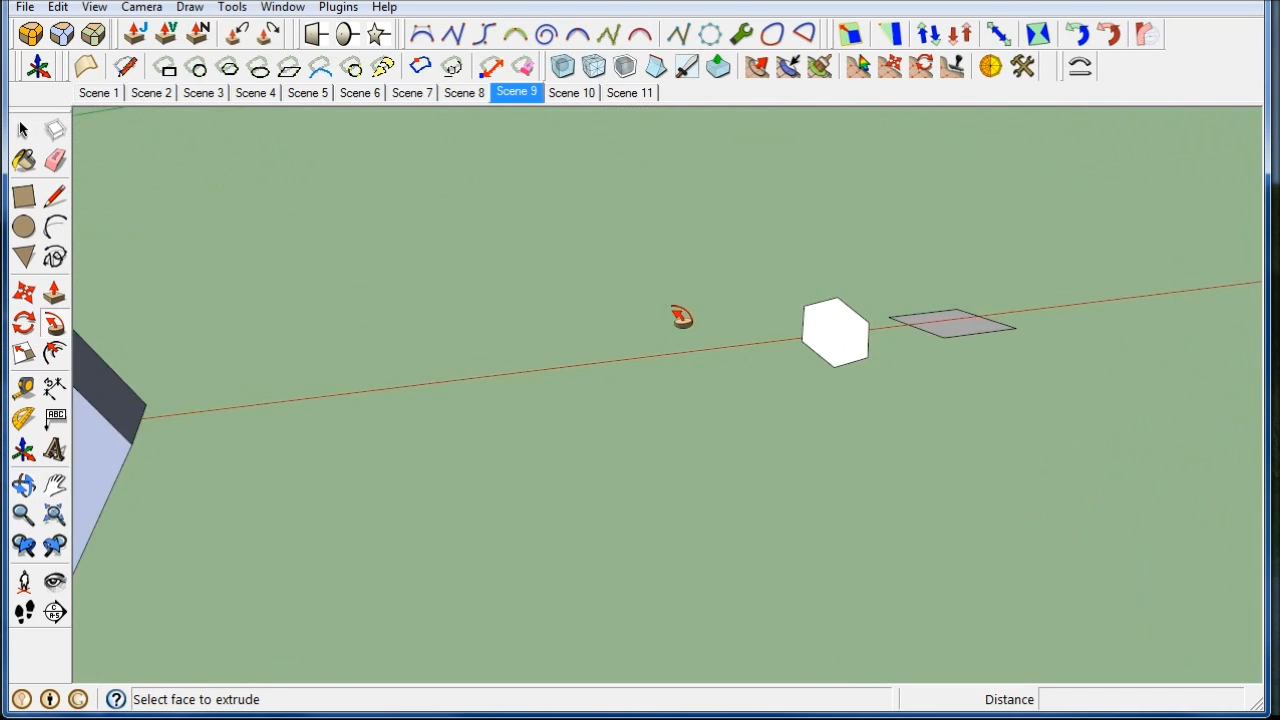 File Edit View Camera Draw Tools Window Plugins Help
J V N
Scene 1 Scene 2 Scene 3 Scene 4 Scene 5 Scene 6 Scene 7 Scene 8 Scene 9 Scene 10 Scene 11
ABC
A
? Select face to extrude Distance